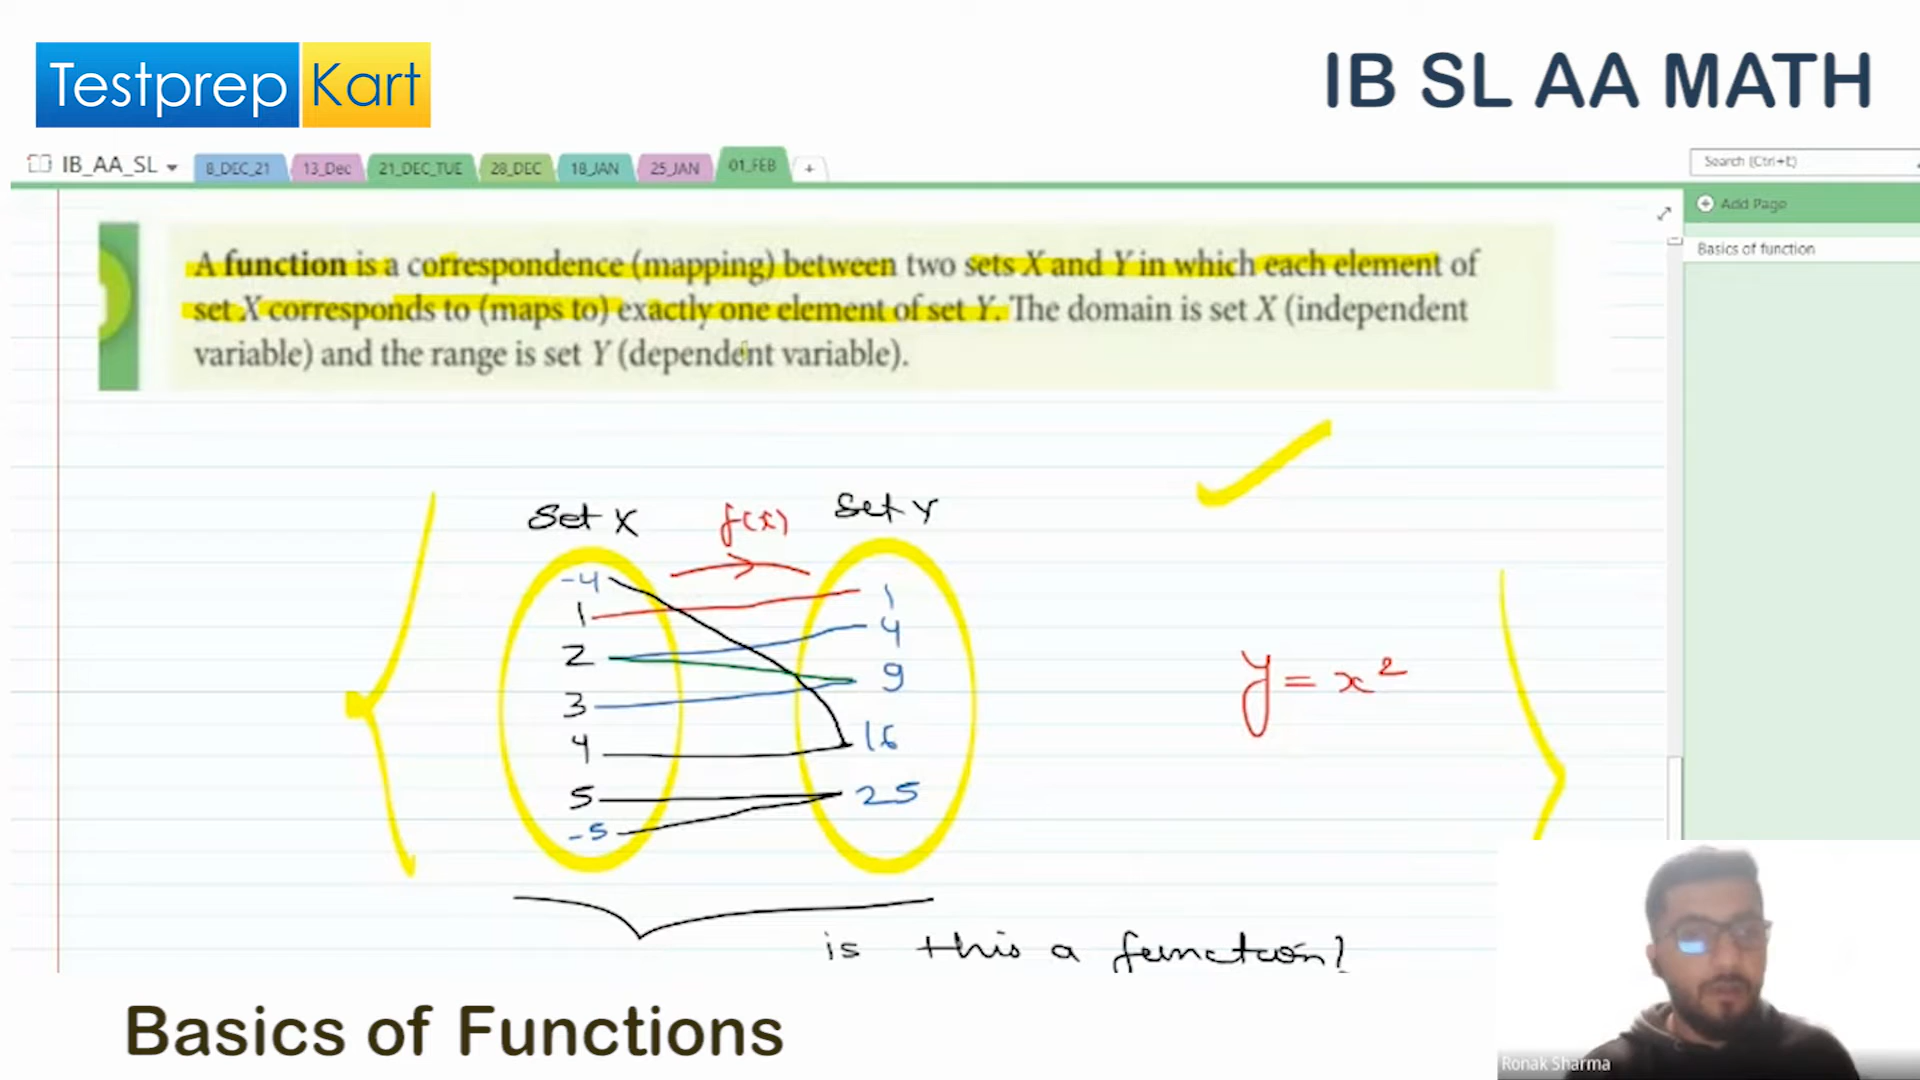 Testprep Kart
IB SL AA MATH
IB_AA_SL
8_DEC_21
13_Dec
21_DEC_TUE
28_DEC
18_JAN
25_JAN
01_FEB
+
Search (Ctrl+E)
Add Page
Basics of function
A function is a correspondence (mapping) between two sets X and Y in which each element of
set X corresponds to (maps to) exactly one element of set Y. The domain is set X (independent
variable) and the range is set Y (dependent variable).
Set X
f(x)
Set Y
-4
1
2
3
4
5
-5
1
4
9
16
25
y = x²
is this a function?
Basics of Functions
Ronak Sharma